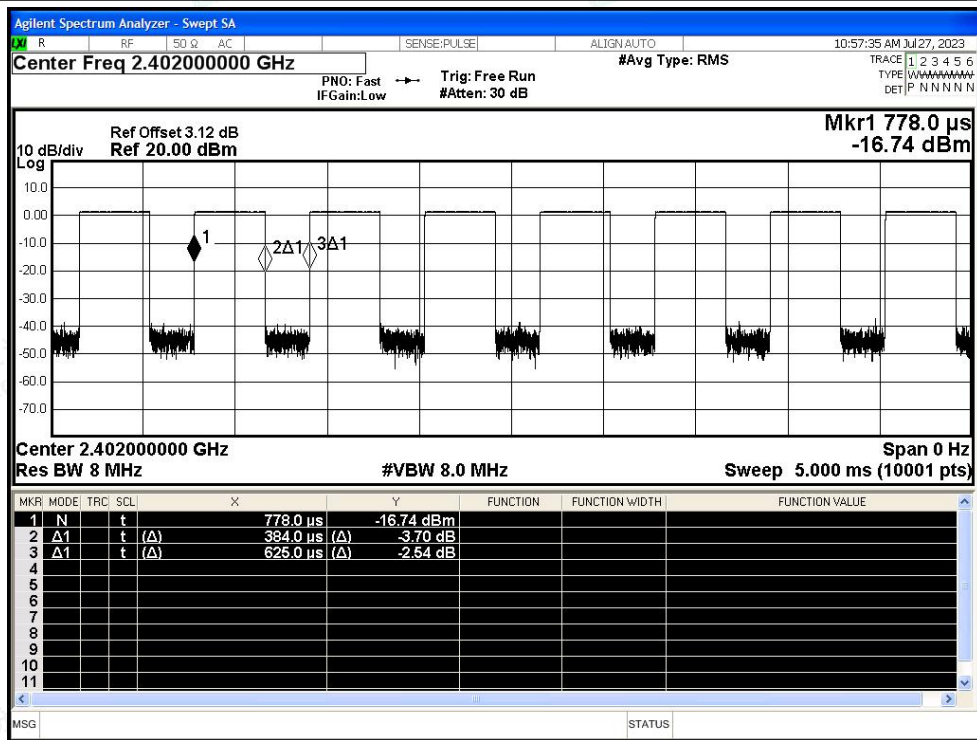 Agilent Spectrum Analyzer - Swept SA
LXI R RF 50 Ω AC SENSE:PULSE ALIGN AUTO 10:57:35 AM Jul 27, 2023
Center Freq 2.402000000 GHz #Avg Type: RMS TRACE 1 2 3 4 5 6
PNO: Fast Trig: Free Run TYPE WWWWWW
IFGain:Low #Atten: 30 dB DET P N N N N N
Mkr1 778.0 µs
Ref Offset 3.12 dB -16.74 dBm
10 dB/div Ref 20.00 dBm
Log
10.0
0.00
1 2Δ1 3Δ1
-10.0
-20.0
-30.0
-40.0
-50.0
-60.0
-70.0
Center 2.402000000 GHz Span 0 Hz
Res BW 8 MHz #VBW 8.0 MHz Sweep 5.000 ms (10001 pts)
MKR MODE TRC SCL X Y FUNCTION FUNCTION WIDTH FUNCTION VALUE
1 N t 778.0 µs -16.74 dBm
2 Δ1 t (Δ) 384.0 µs (Δ) -3.70 dB
3 Δ1 t (Δ) 625.0 µs (Δ) -2.54 dB
4
5
6
7
8
9
10
11
MSG STATUS